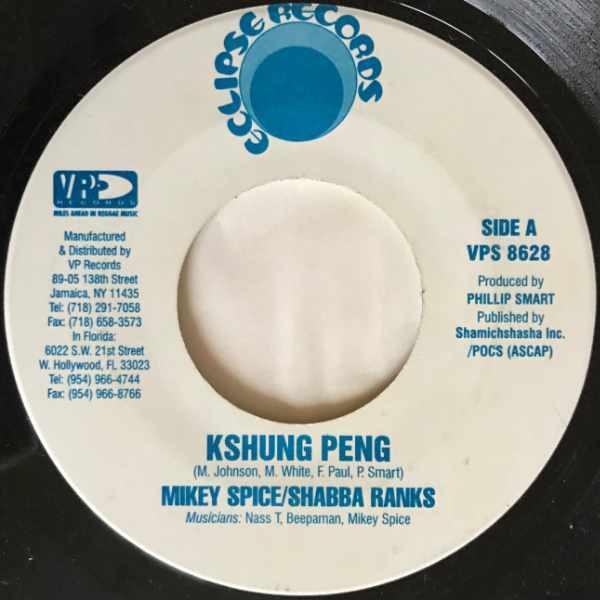 ECLIPSE RECORDS
VP
RECORDS
MILES AHEAD IN REGGAE MUSIC
Manufactured
& Distributed by
VP Records
89-05 138th Street
Jamaica, NY 11435
Tel: (718) 291-7058
Fax: (718) 658-3573
In Florida:
6022 S.W. 21st Street
W. Hollywood, FL 33023
Tel: (954) 966-4744
Fax: (954) 966-8766
SIDE A
VPS 8628
Produced by
PHILLIP SMART
Published by
Shamichshasha Inc.
/POCS (ASCAP)
KSHUNG PENG
(M. Johnson, M. White, F. Paul, P. Smart)
MIKEY SPICE/SHABBA RANKS
Musicians: Nass T, Beepaman, Mikey Spice